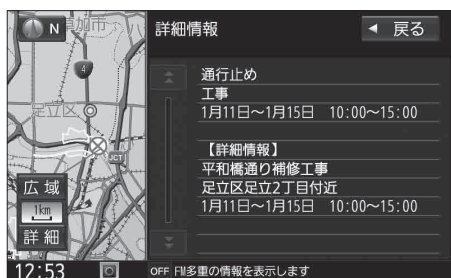 N
草加市
詳細情報
戻る
4
足立区
JCT
通行止め
工事
1月11日～1月15日 10:00～15:00
【詳細情報】
平和橋通り補修工事
足立区足立2丁目付近
1月11日～1月15日 10:00～15:00
広域
1km
詳細
12:53
OFF FM多重の情報を表示します